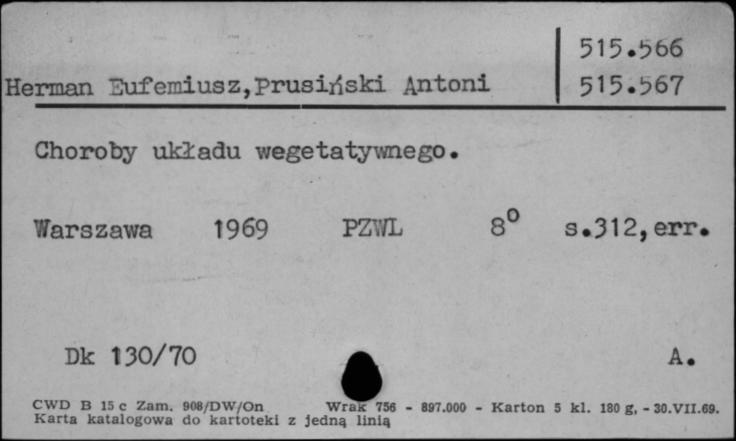 515.566
Herman Eufemiusz,Prusiński Antoni 515.567
Choroby układu wegetatywnego.
Warszawa 1969 PZWL 8° s.312,err.
Dk 130/70 A.
CWD B 15 c Zam. 908/DW/On Wrak 756 - 897.000 - Karton 5 kl. 180 g, - 30.VII.69.
Karta katalogowa do kartoteki z jedną linią